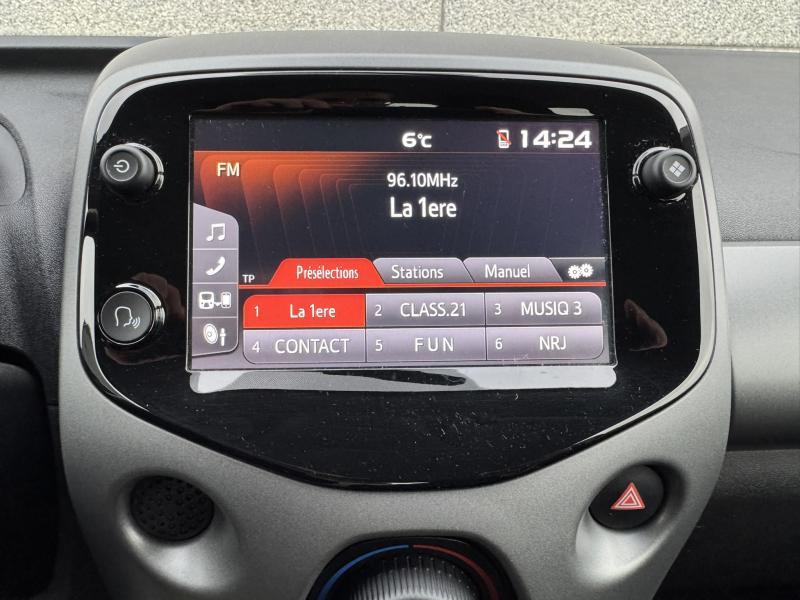 6°C 14:24
FM
96.10MHz
La 1ere
TP Présélections Stations Manuel
1 La 1ere 2 CLASS.21 3 MUSIQ 3
4 CONTACT 5 FUN 6 NRJ